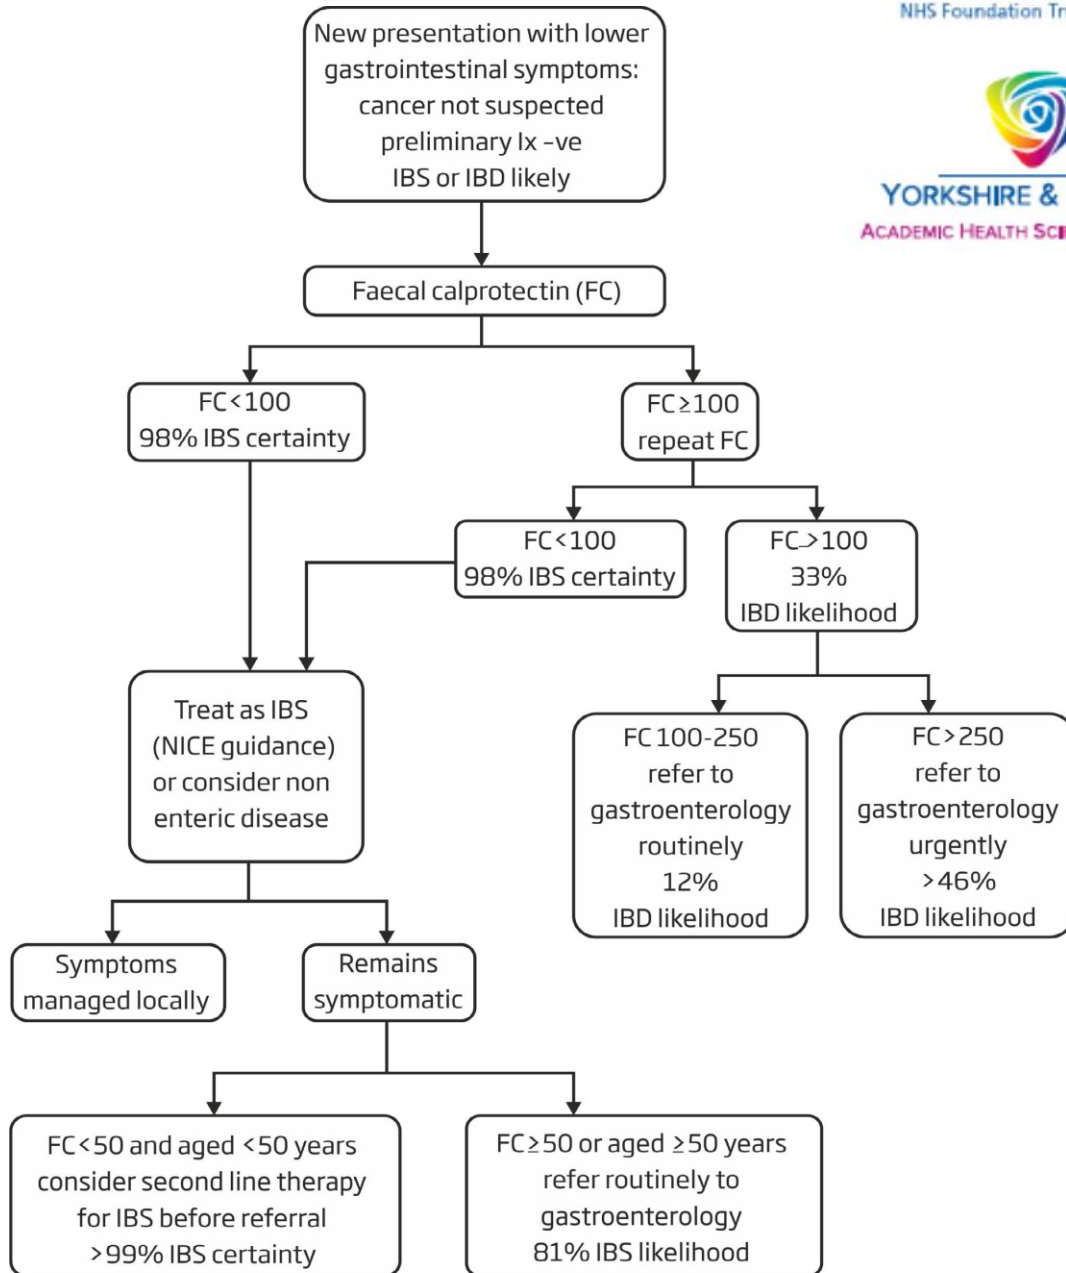 NHS Foundation
YORKSHIRE &
ACADEMIC HEALTH
New presentation with lower
gastrointestinal symptoms:
cancer not suspected
preliminary Ix -ve
IBS or IBD likely
Faecal calprotectin (FC)
FC<100
98% IBS certainty
FC≥100
repeat FC
FC<100
98% IBS certainty
FC>100
33%
IBD likelihood
Treat as IBS
(NICE guidance)
or consider non
enteric disease
FC 100-250
refer to
gastroenterology
routinely
12%
IBD likelihood
FC>250
refer to
gastroenterology
urgently
>46%
IBD likelihood
Symptoms
managed locally
Remains
symptomatic
FC<50 and aged <50 years
consider second line therapy
for IBS before referral
>99% IBS certainty
FC≥50 or aged ≥50 years
refer routinely to
gastroenterology
81% IBS likelihood